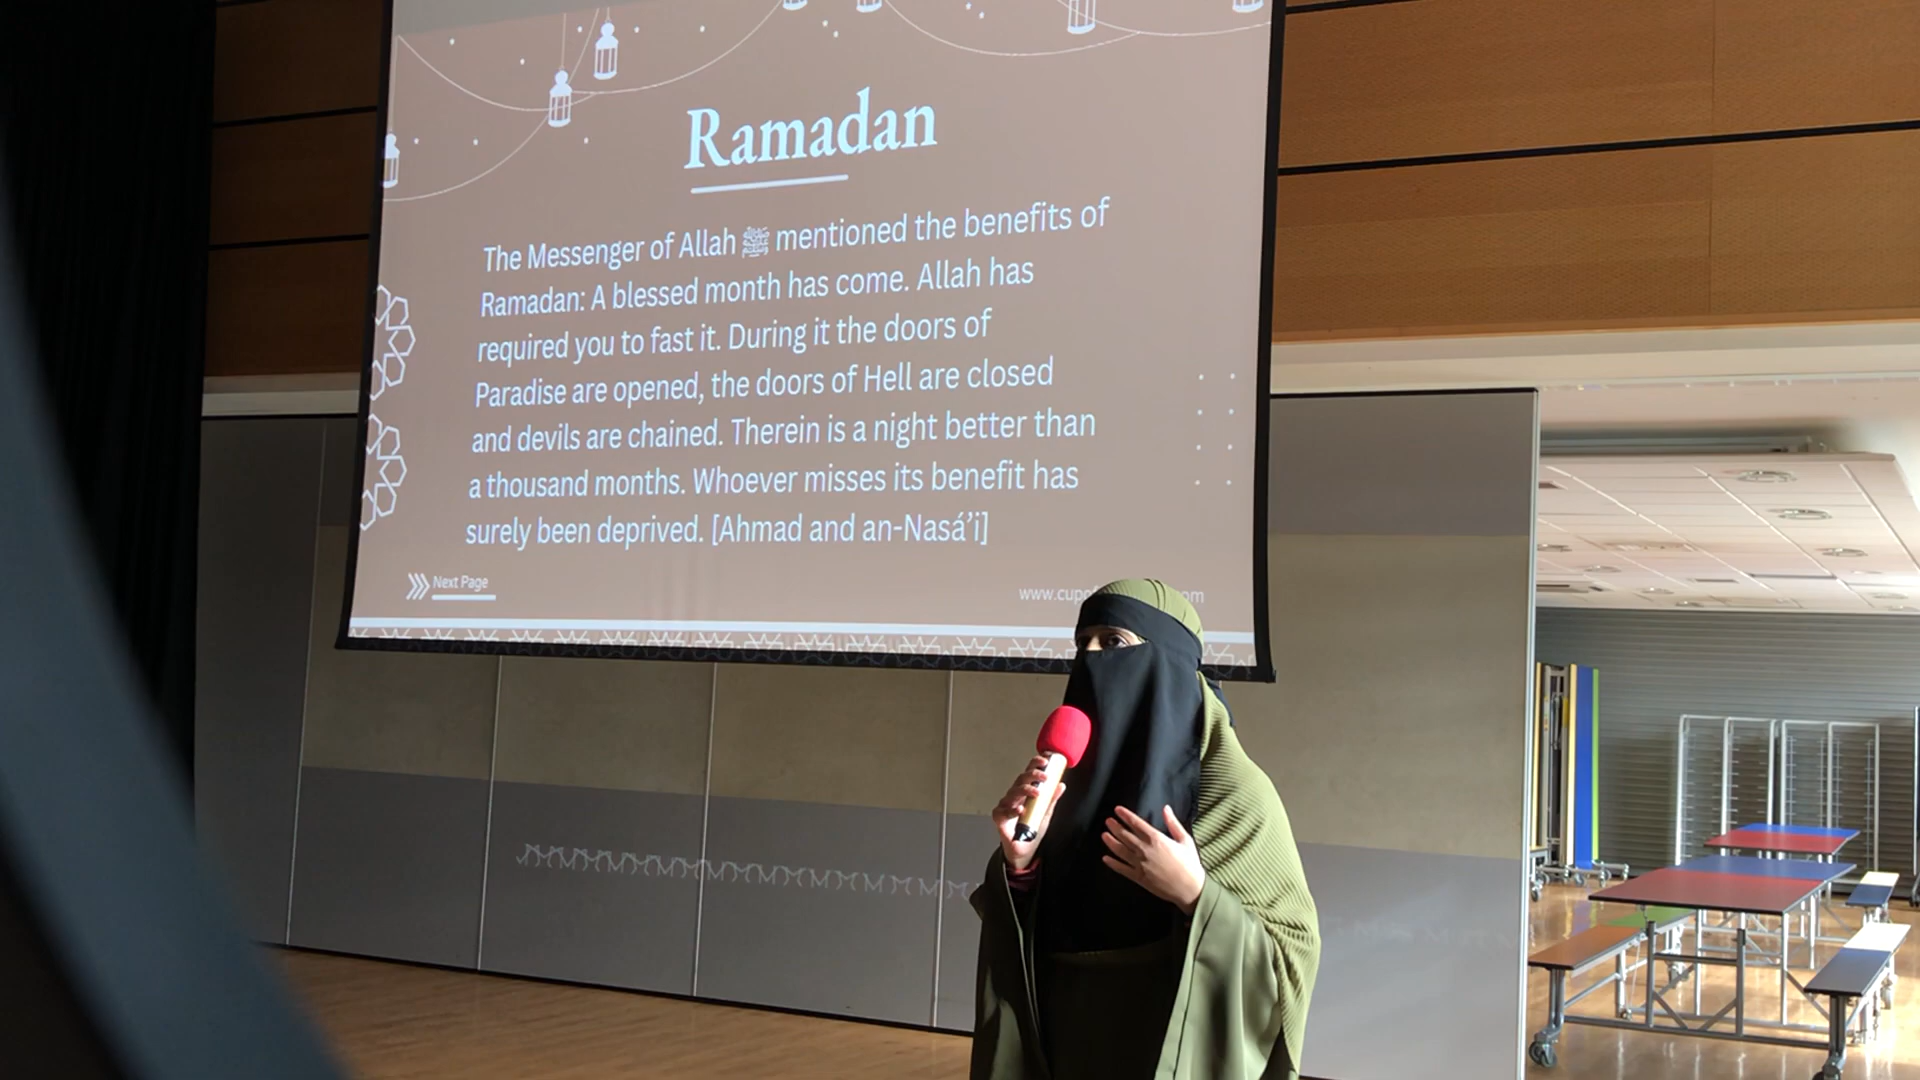 Ramadan
The Messenger of Allah ﷺ mentioned the benefits of
Ramadan: A blessed month has come. Allah has
required you to fast it. During it the doors of
Paradise are opened, the doors of Hell are closed
and devils are chained. Therein is a night better than
a thousand months. Whoever misses its benefit has
surely been deprived. [Ahmad and an-Nasá’i]
Next Page